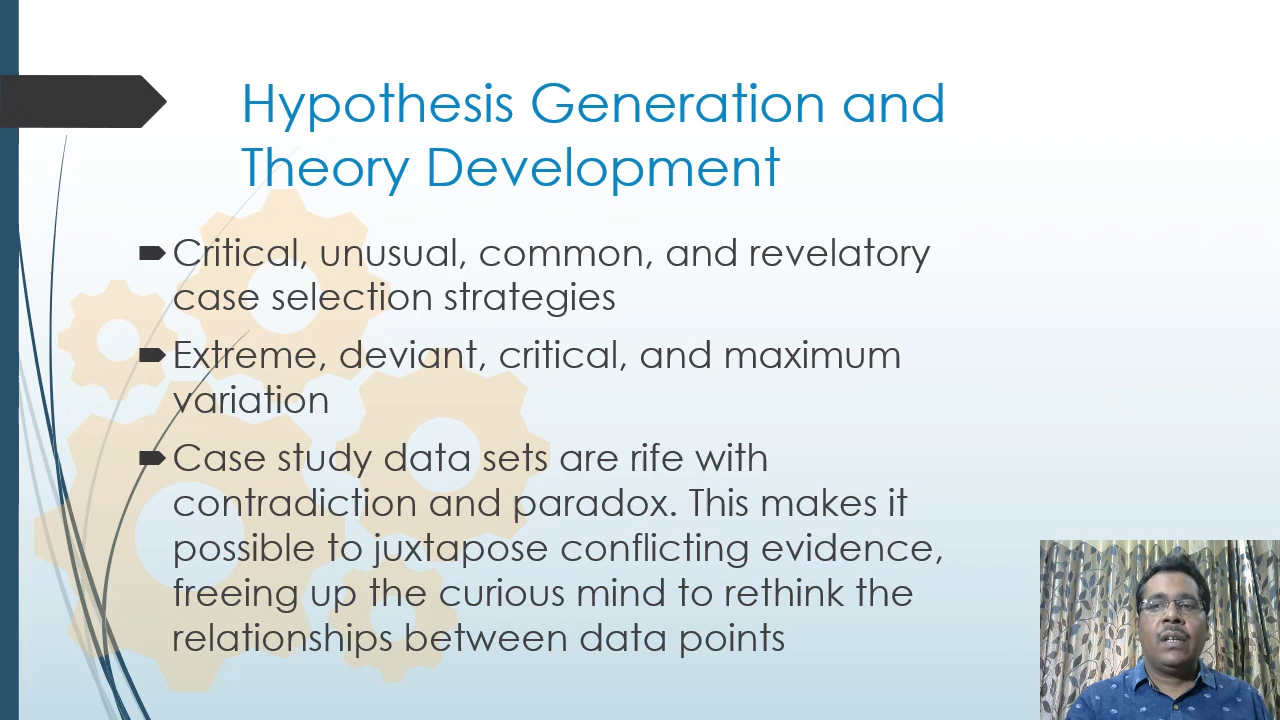 Hypothesis Generation and
Theory Development
Critical, unusual, common, and revelatory
case selection strategies
Extreme, deviant, critical, and maximum
variation
Case study data sets are rife with
contradiction and paradox. This makes it
possible to juxtapose conflicting evidence,
freeing up the curious mind to rethink the
relationships between data points